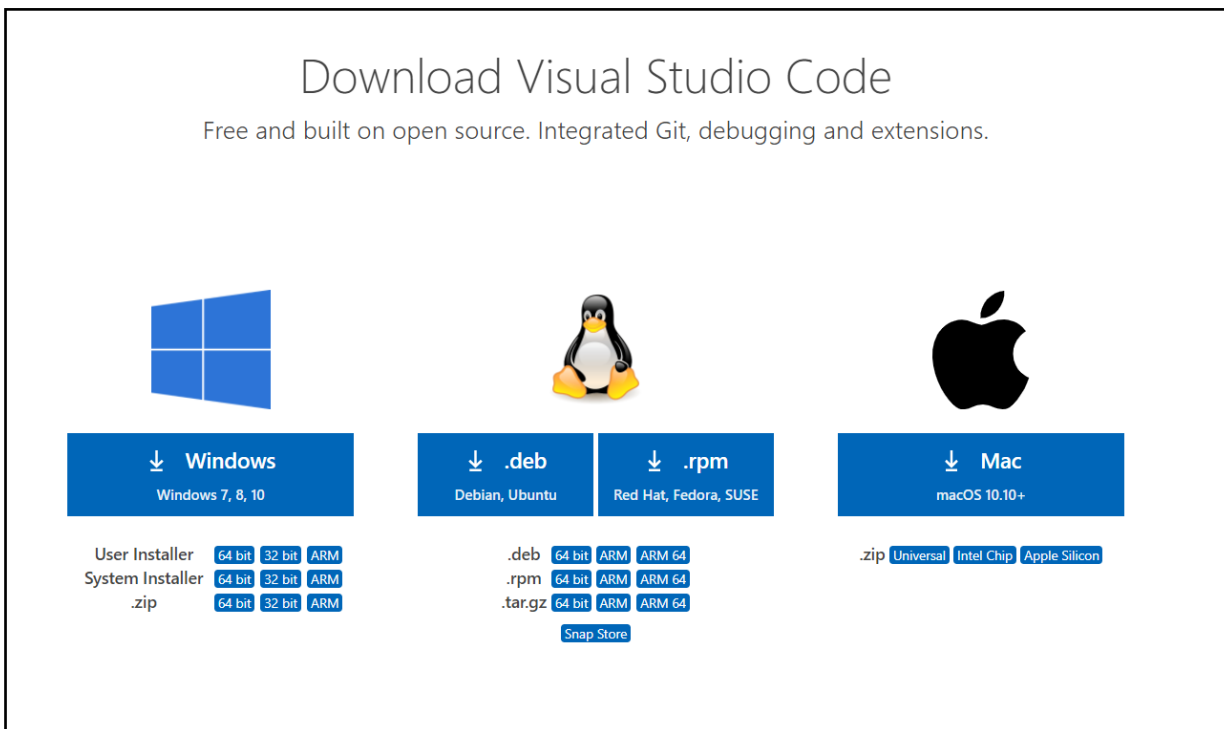 Download Visual Studio Code
Free and built on open source. Integrated Git, debugging and extensions.
Windows
Windows 7, 8, 10
User Installer 64 bit 32 bit ARM
System Installer 64 bit 32 bit ARM
.zip 64 bit 32 bit ARM
.deb
Debian, Ubuntu
.rpm
Red Hat, Fedora, SUSE
.deb 64 bit ARM ARM 64
.rpm 64 bit ARM ARM 64
.tar.gz 64 bit ARM ARM 64
Snap Store
Mac
macOS 10.10+
.zip Universal Intel Chip Apple Silicon